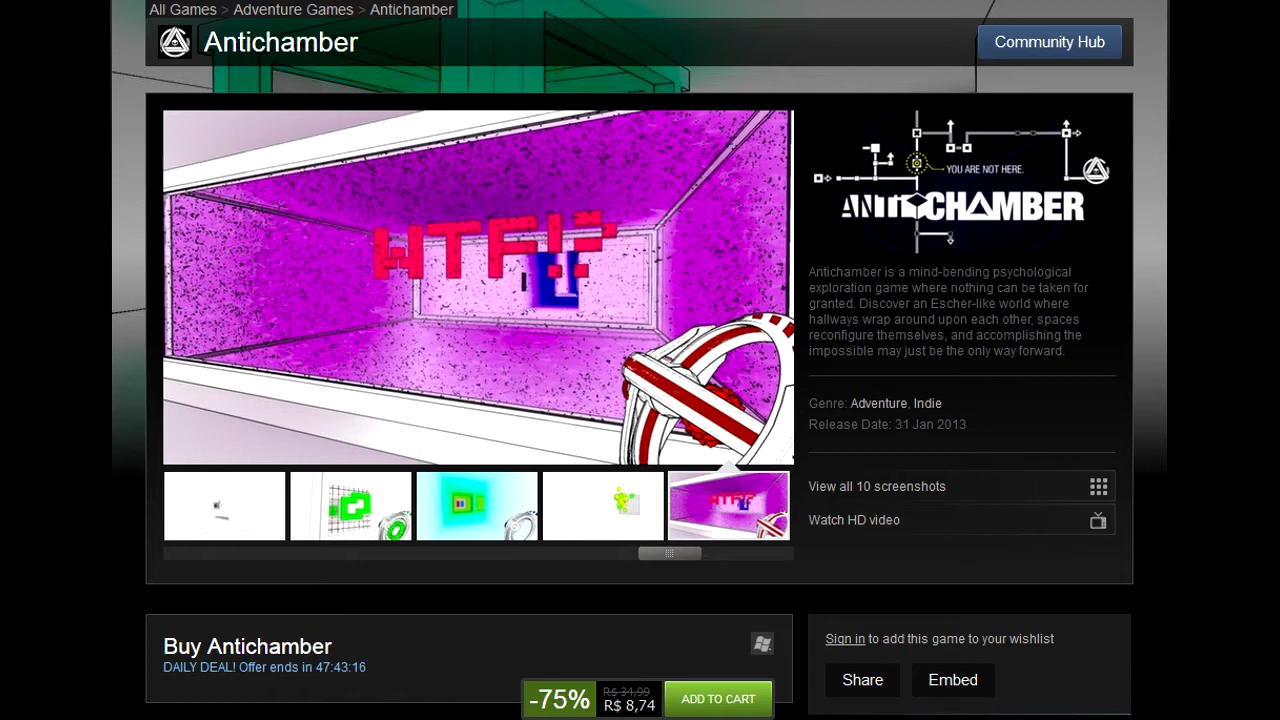 All Games > Adventure Games > Antichamber
Antichamber
Community Hub
WTF!?
YOU ARE NOT HERE.
ANTICHAMBER
Antichamber is a mind-bending psychological
exploration game where nothing can be taken for
granted. Discover an Escher-like world where
hallways wrap around upon each other, spaces
reconfigure themselves, and accomplishing the
impossible may just be the only way forward.
Genre: Adventure, Indie
Release Date: 31 Jan 2013
View all 10 screenshots
Watch HD video
WTF!?
Buy Antichamber
DAILY DEAL! Offer ends in 47:43:16
-75%
R$ 34,99
R$ 8,74
ADD TO CART
Sign in to add this game to your wishlist
Share
Embed